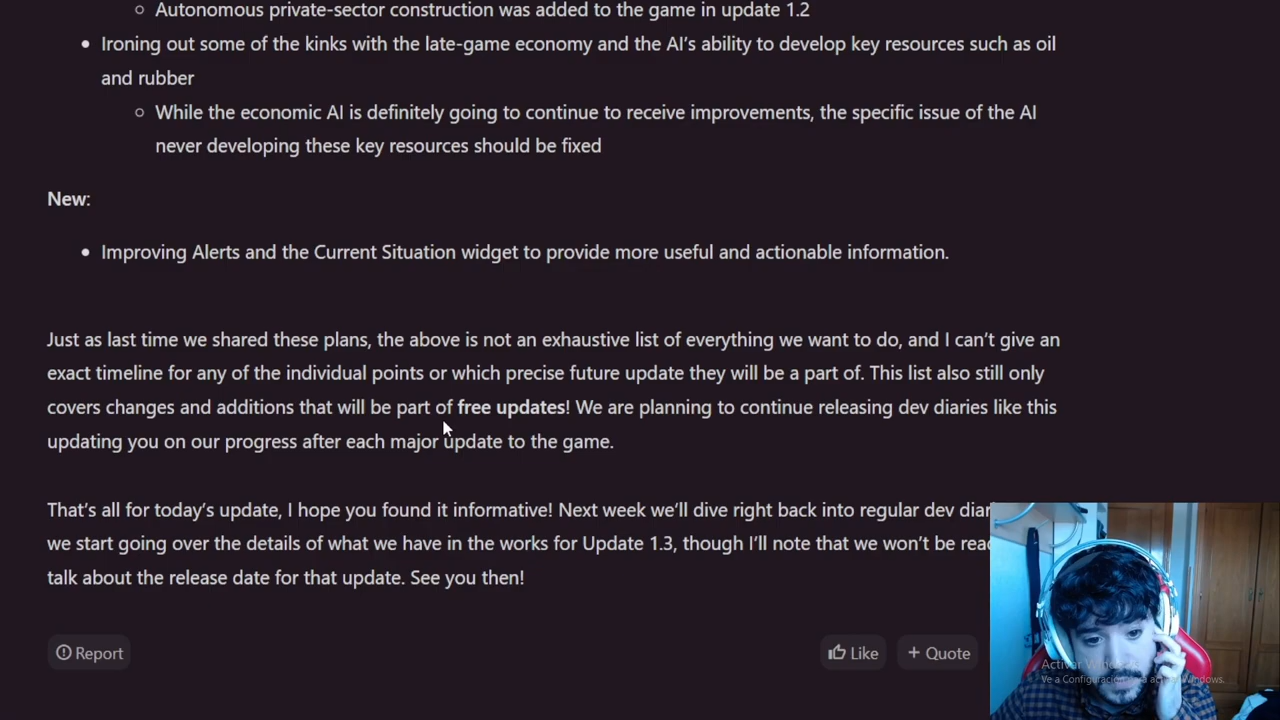 Autonomous private-sector construction was added to the game in update 1.2
Ironing out some of the kinks with the late-game economy and the AI's ability to develop key resources such as oil
and rubber
While the economic AI is definitely going to continue to receive improvements, the specific issue of the AI
never developing these key resources should be fixed
New:
Improving Alerts and the Current Situation widget to provide more useful and actionable information.
Just as last time we shared these plans, the above is not an exhaustive list of everything we want to do, and I can't give an
exact timeline for any of the individual points or which precise future update they will be a part of. This list also still only
covers changes and additions that will be part of free updates! We are planning to continue releasing dev diaries like this
updating you on our progress after each major update to the game.
That's all for today's update, I hope you found it informative! Next week we'll dive right back into regular dev
we start going over the details of what we have in the works for Update 1.3, though I'll note that we won't be
talk about the release date for that update. See you then!
Report
Like
+ Quote
Activar Windows
Ve a Configuración para activar Windows.